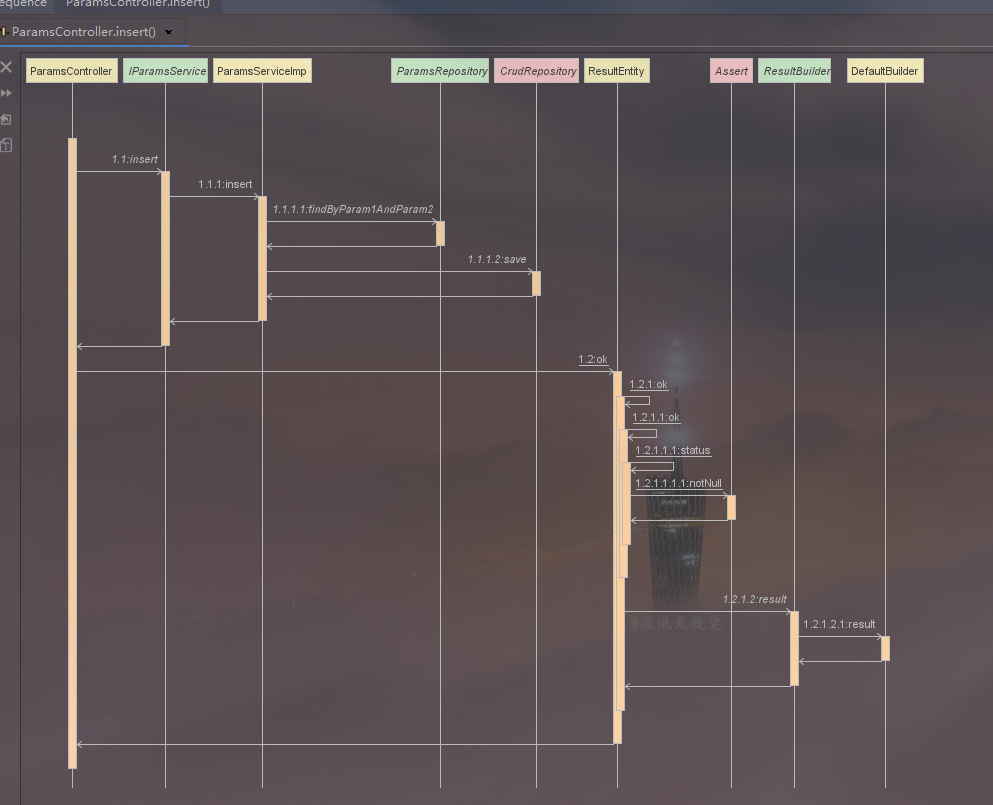 equence ParamsController.insert()
ParamsController.insert()
ParamsController IParamsService ParamsServiceImp ParamsRepository CrudRepository ResultEntity Assert ResultBuilder DefaultBuilder
1.1:insert
1.1.1:insert
1.1.1.1:findByParam1AndParam2
1.1.1.2:save
1.2:ok
1.2.1:ok
1.2.1.1:ok
1.2.1.1.1:status
1.2.1.1.1.1:notNull
1.2.1.2:result
1.2.1.2.1:result